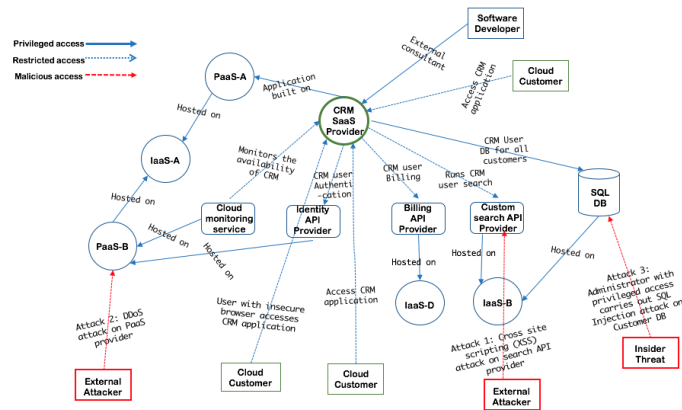 Privileged access
Restricted access
Malicious access
Software
Developer
External
consultant
PaaS-A
Application
built on
Cloud
Customer
Access CRM
application
CRM
SaaS
Provider
Hosted on
IaaS-A
Monitors the
availability
of CRM
CRM user
Authenti
-cation
CRM user
Billing
Runs CRM
user search
CRM User
DB for all
customers
SQL
DB
Hosted on
Cloud
monitoring
service
Identity
API
Provider
Billing API
Provider
Custom
search API
Provider
PaaS-B
Hosted on
Hosted on
Hosted on
Hosted on
Hosted on
IaaS-D
IaaS-B
User with insecure
browser accesses
CRM application
Access CRM
application
Attack 2: DDoS
attack on PaaS
provider
Attack 1: Cross site
scripting (XSS)
attack on search API
provider
Attack 3:
Administrator with
privileged access
carries out SQL
Injection attack on
Customer DB
External
Attacker
Cloud
Customer
Cloud
Customer
External
Attacker
Insider
Threat